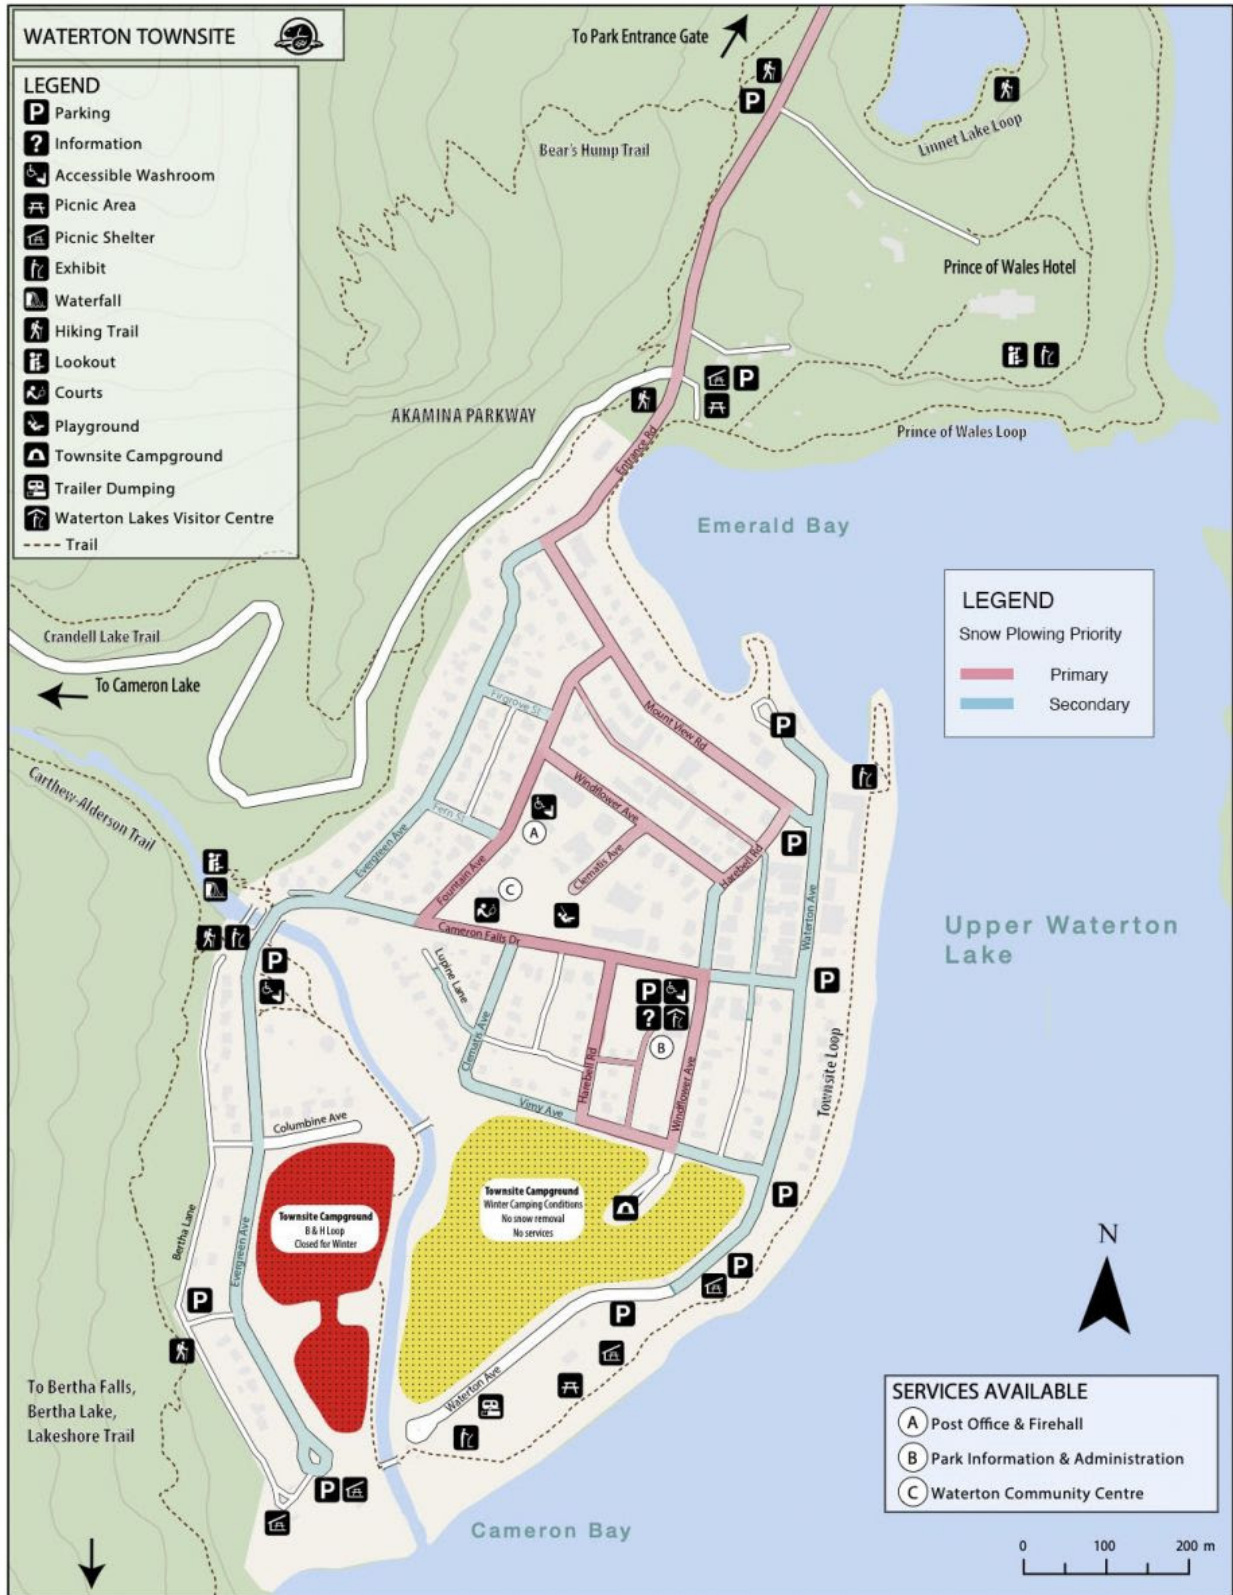 WATERTON TOWNSITE
LEGEND
P Parking
? Information
Accessible Washroom
Picnic Area
Picnic Shelter
Exhibit
Waterfall
Hiking Trail
Lookout
Courts
Playground
Townsite Campground
Trailer Dumping
Waterton Lakes Visitor Centre
Trail
To Park Entrance Gate
P
Linnet Lake Loop
Bear's Hump Trail
Prince of Wales Hotel
P
AKAMINA PARKWAY
Prince of Wales Loop
Entrance Rd
Emerald Bay
LEGEND
Snow Plowing Priority
Primary
Secondary
Crandell Lake Trail
To Cameron Lake
Firgrove St
Mount View Rd
P
Carthew-Alderson Trail
Windflower Ave
Fern St
A
Evergreen Ave
P
Clematis Ave
Harebell Rd
Fountain Ave
C
Waterton Ave
Upper Waterton
Lake
Cameron Falls Dr
P
Lupine Lane
P
P
?
B
Clematis Ave
Harebell Rd
Windflower Ave
Townsite Loop
Vimy Ave
Columbine Ave
Townsite Campground
Winter Camping Conditions
No snow removal
No services
Townsite Campground
B & H Loop
Closed for Winter
P
Bertha Lane
Evergreen Ave
P
P
P
N
Waterton Ave
To Bertha Falls,
Bertha Lake,
Lakeshore Trail
P
Cameron Bay
SERVICES AVAILABLE
A Post Office & Firehall
B Park Information & Administration
C Waterton Community Centre
0 100 200 m